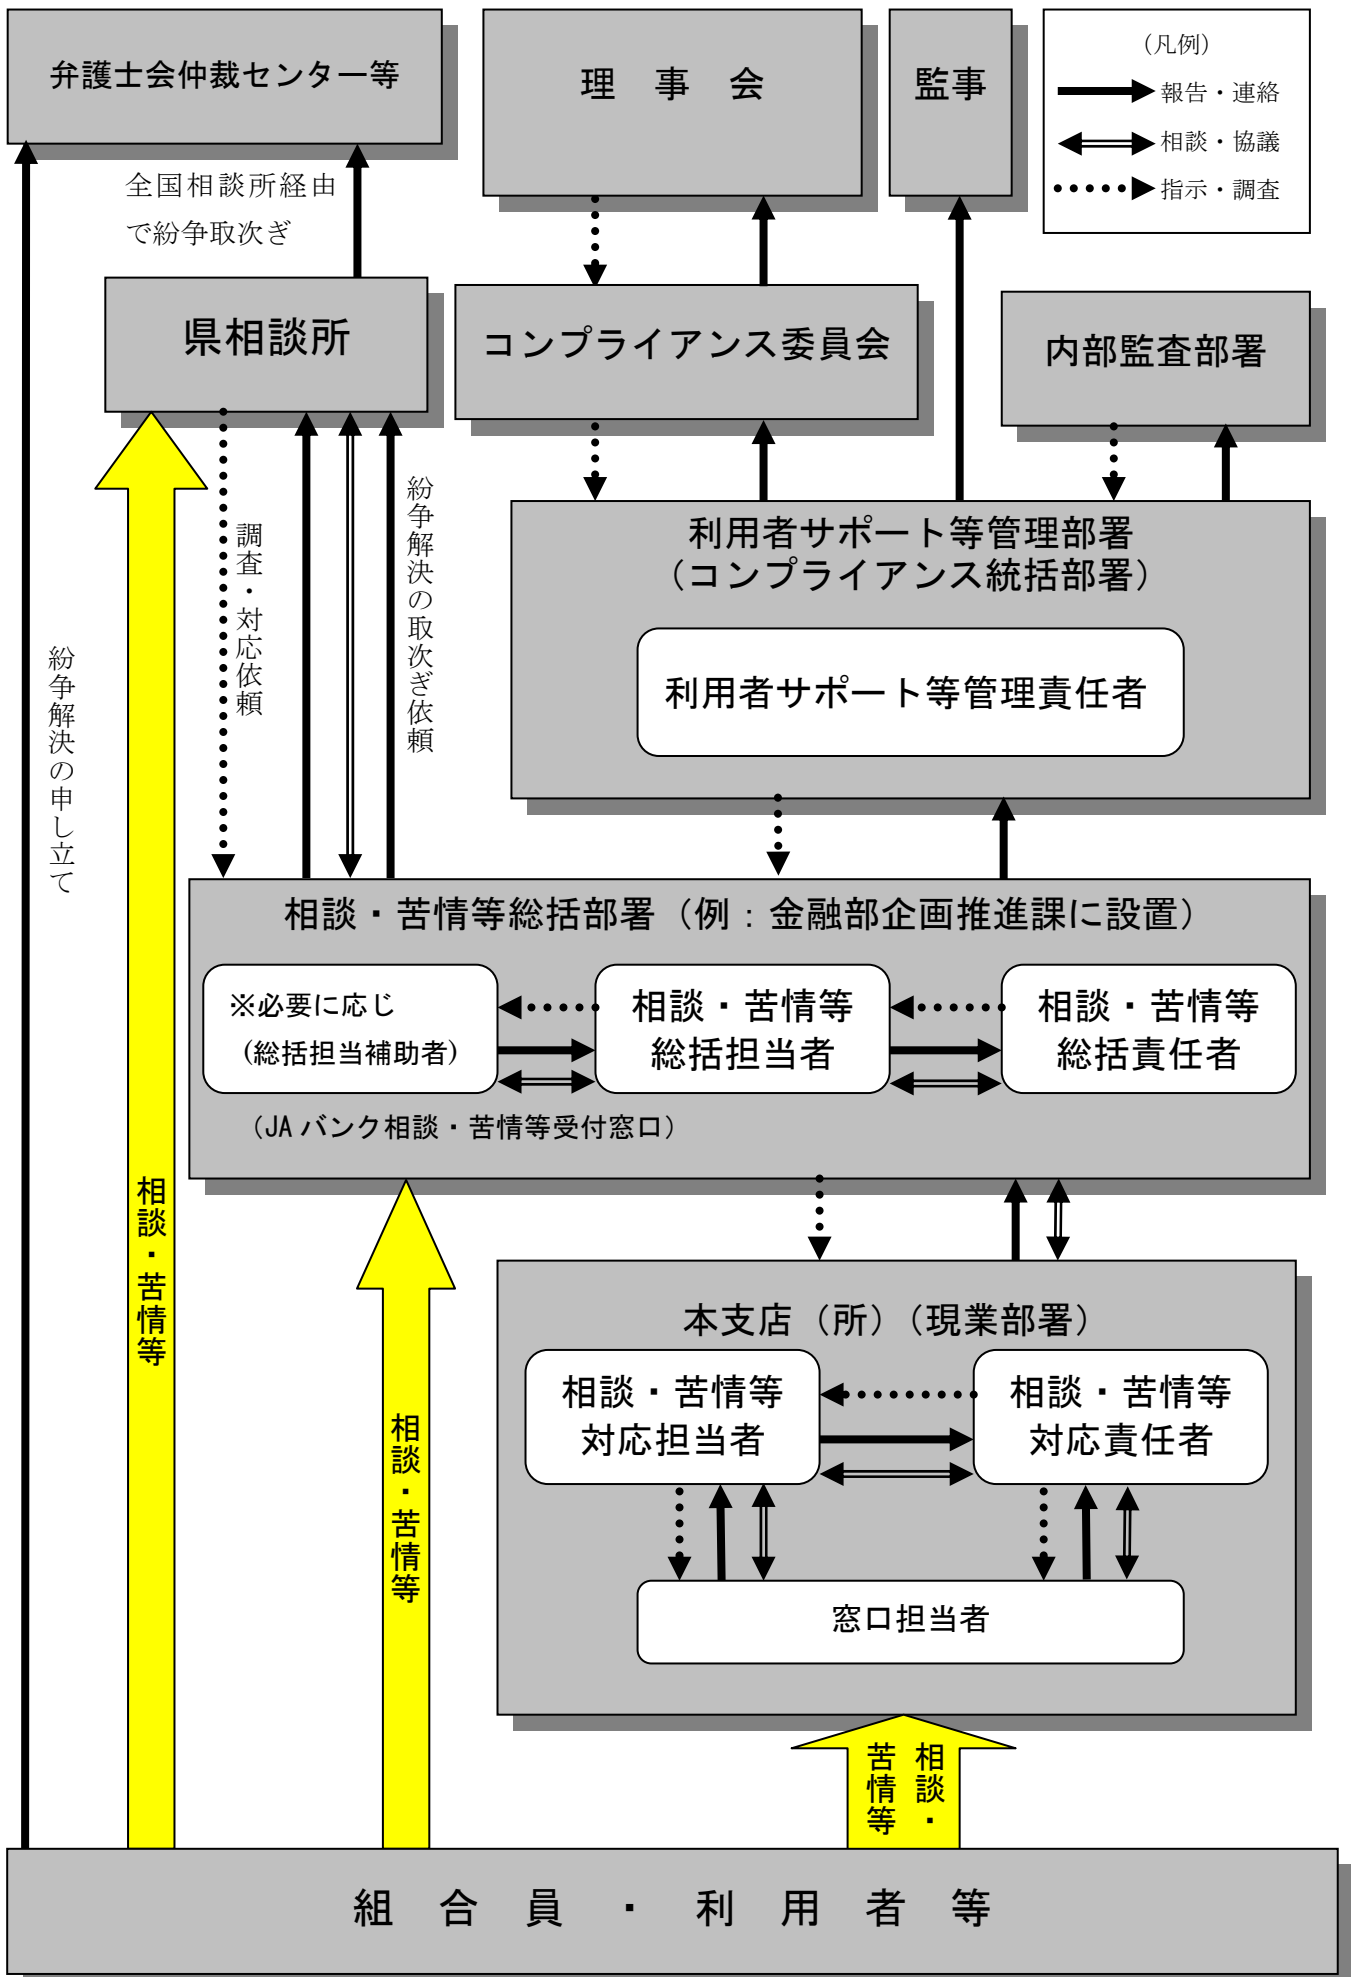 弁護士会仲裁センター等
理　事　会
監事
（凡例）
報告・連絡
相談・協議
指示・調査
全国相談所経由
で紛争取次ぎ
県相談所
コンプライアンス委員会
内部監査部署
調査・対応依頼
紛争解決の取次ぎ依頼
紛争解決の申し立て
利用者サポート等管理部署
（コンプライアンス統括部署）
利用者サポート等管理責任者
相談・苦情等総括部署（例：金融部企画推進課に設置）
※必要に応じ
（総括担当補助者）
相談・苦情等
総括担当者
相談・苦情等
総括責任者
（JAバンク相談・苦情等受付窓口）
相談・苦情等
相談・苦情等
本支店（所）（現業部署）
相談・苦情等
対応担当者
相談・苦情等
対応責任者
窓口担当者
相談・
苦情等
組　合　員　・　利　用　者　等